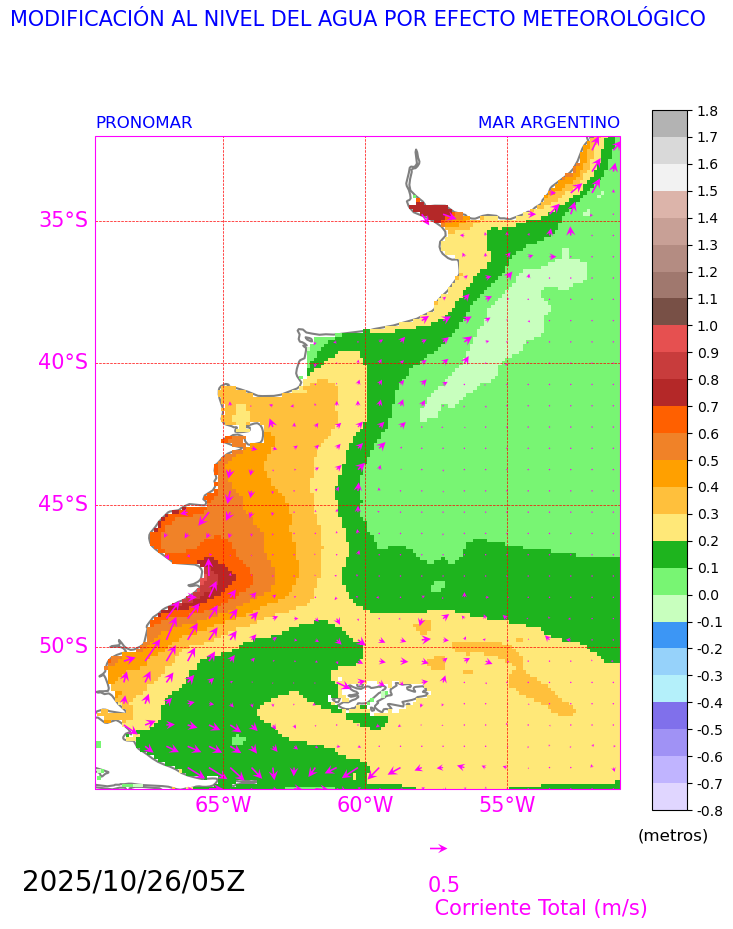 MODIFICACIÓN AL NIVEL DEL AGUA POR EFECTO METEOROLÓGICO
PRONOMAR
MAR ARGENTINO
35°S
40°S
45°S
50°S
65°W
60°W
55°W
1.8
1.7
1.6
1.5
1.4
1.3
1.2
1.1
1.0
0.9
0.8
0.7
0.6
0.5
0.4
0.3
0.2
0.1
0.0
-0.1
-0.2
-0.3
-0.4
-0.5
-0.6
-0.7
-0.8
(metros)
2025/10/26/05Z
0.5
Corriente Total (m/s)